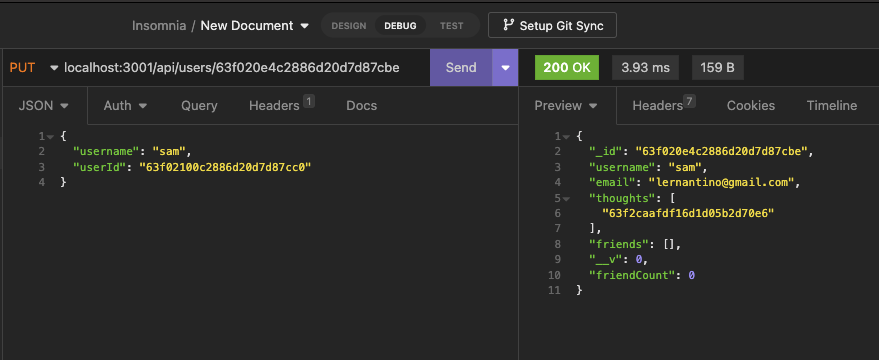 Insomnia / New Document DESIGN DEBUG TEST Setup Git Sync
PUT localhost:3001/api/users/63f020e4c2886d20d7d87cbe Send 200 OK 3.93 ms 159 B
JSON Auth Query Headers 1 Docs
1 {
2 "username": "sam",
3 "userId": "63f02100c2886d20d7d87cc0"
4 }
Preview Headers 7 Cookies Timeline
1 {
2 "_id": "63f020e4c2886d20d7d87cbe",
3 "username": "sam",
4 "email": "lernantino@gmail.com",
5 "thoughts": [
6 "63f2caafdf16d1d05b2d70e6"
7 ],
8 "friends": [],
9 "__v": 0,
10 "friendCount": 0
11 }